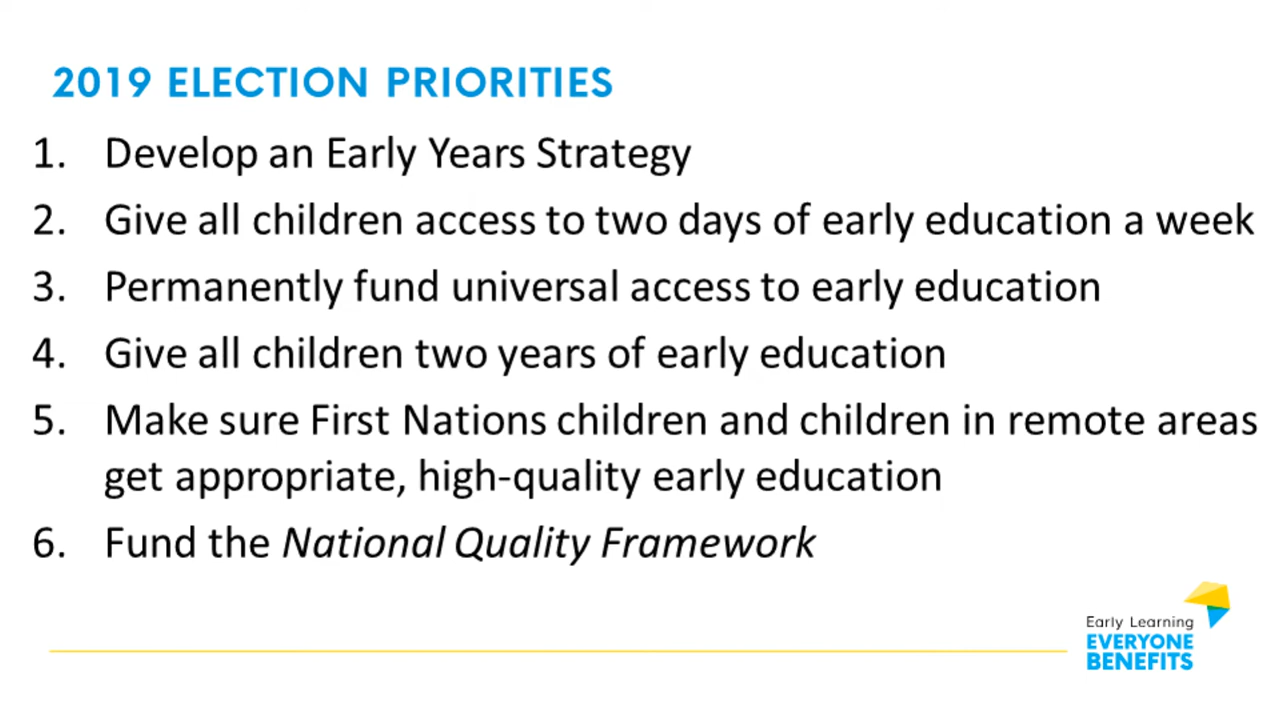 2019 ELECTION PRIORITIES
1. Develop an Early Years Strategy
2. Give all children access to two days of early education a week
3. Permanently fund universal access to early education
4. Give all children two years of early education
5. Make sure First Nations children and children in remote areas
get appropriate, high-quality early education
6. Fund the National Quality Framework
Early Learning
EVERYONE
BENEFITS